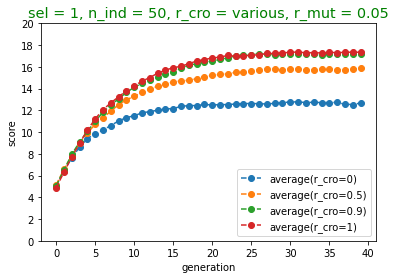 sel = 1, n_ind = 50, r_cro = various, r_mut = 0.05
20
18
16
14
12
10
8
6
4
2
0
score
0 5 10 15 20 25 30 35 40
generation
average(r_cro=0)
average(r_cro=0.5)
average(r_cro=0.9)
average(r_cro=1)